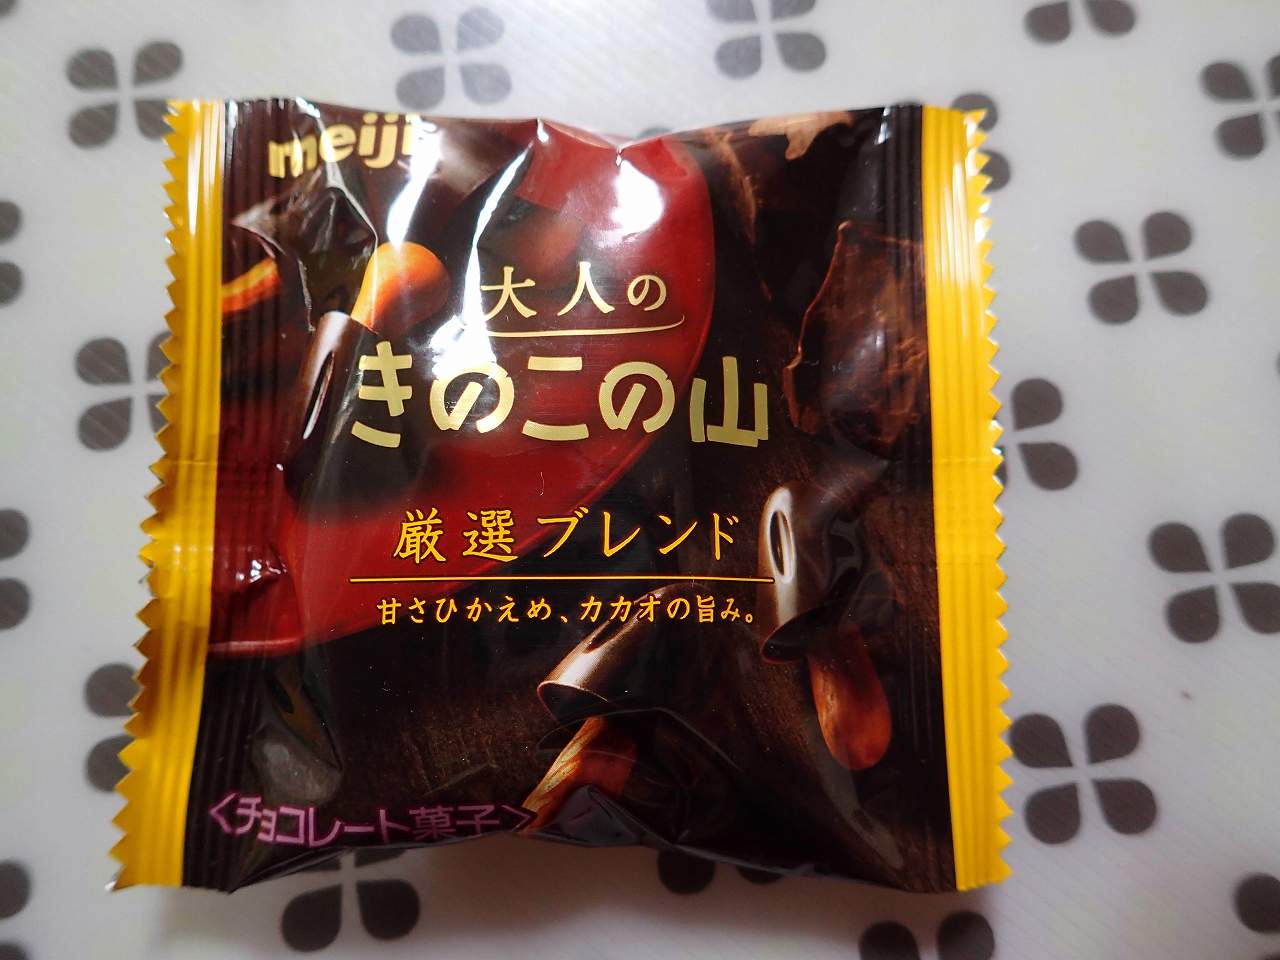 meiji
大人の
きのこの山
厳選ブレンド
甘さひかえめ、カカオの旨み。
<チョコレート菓子>